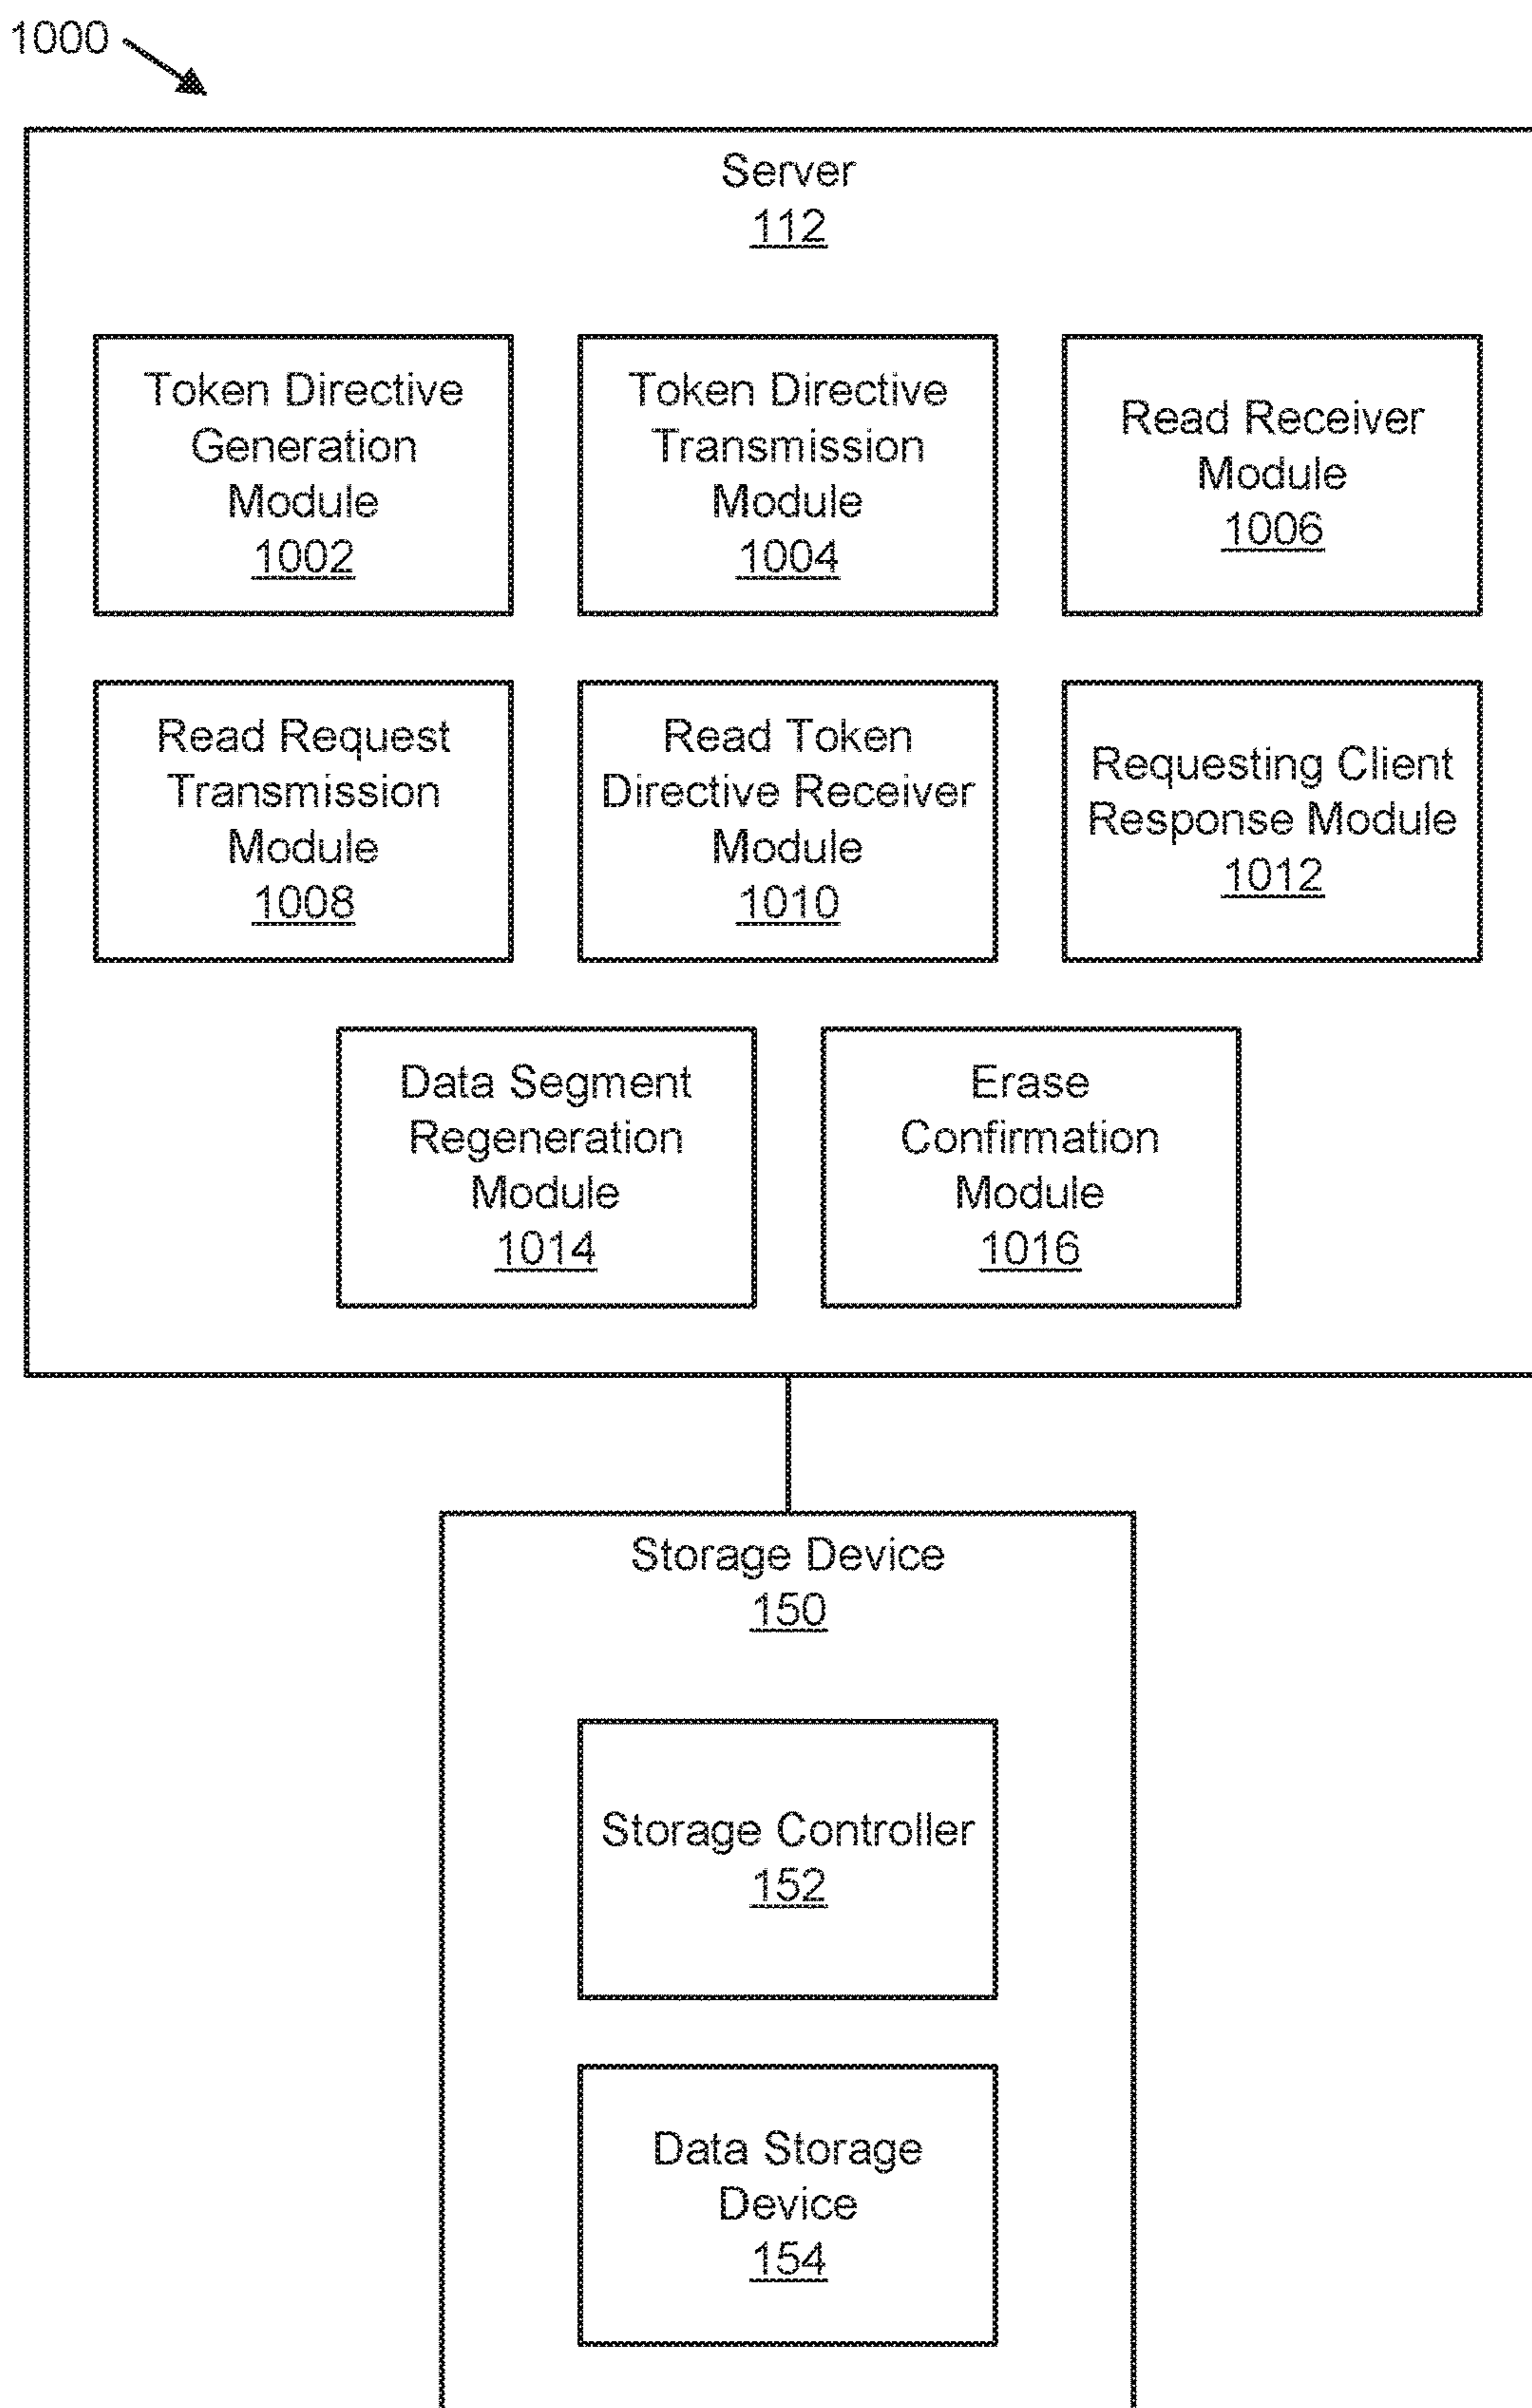 1000
Server
112
Token Directive
Generation
Module
1002
Token Directive
Transmission
Module
1004
Read Receiver
Module
1006
Read Request
Transmission
Module
1008
Read Token
Directive Receiver
Module
1010
Requesting Client
Response Module
1012
Data Segment
Regeneration
Module
1014
Erase
Confirmation
Module
1016
Storage Device
150
Storage Controller
152
Data Storage
Device
154